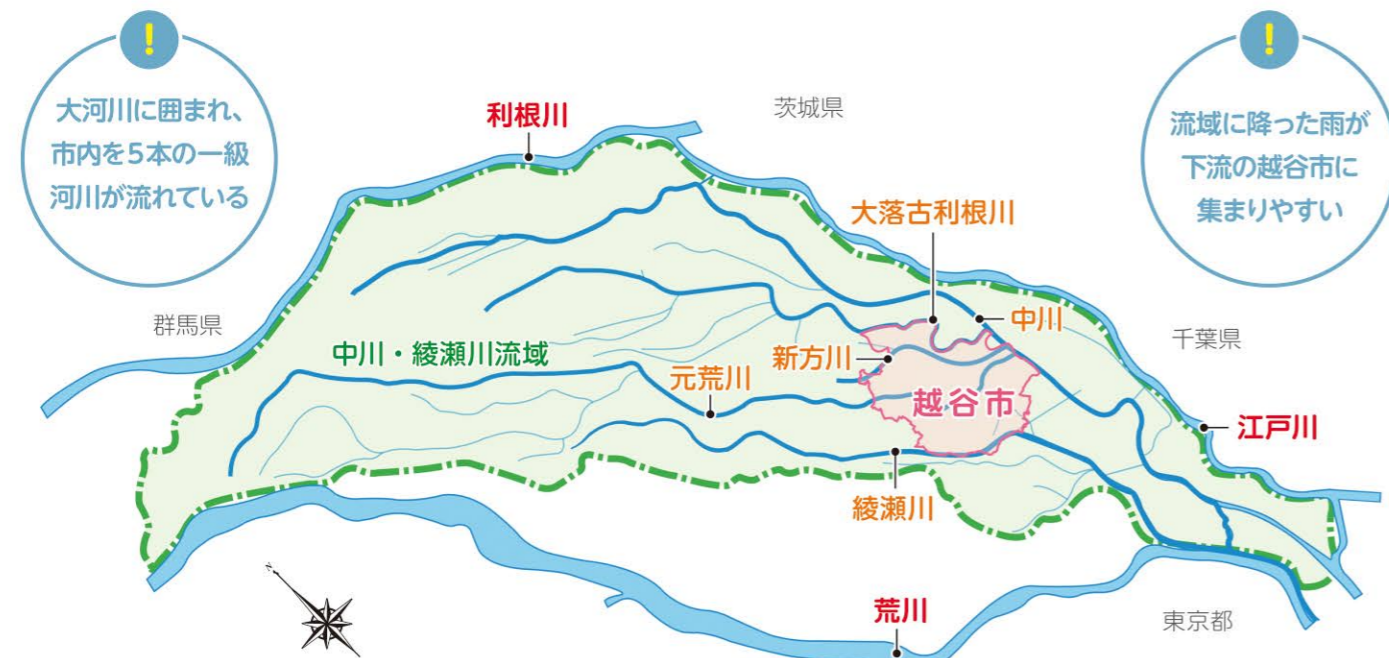 !
大河川に囲まれ、
市内を5本の一級
河川が流れている
!
流域に降った雨が
下流の越谷市に
集まりやすい
利根川
茨城県
大落古利根川
群馬県
中川・綾瀬川流域
中川
千葉県
新方川
元荒川
越谷市
江戸川
綾瀬川
荒川
東京都